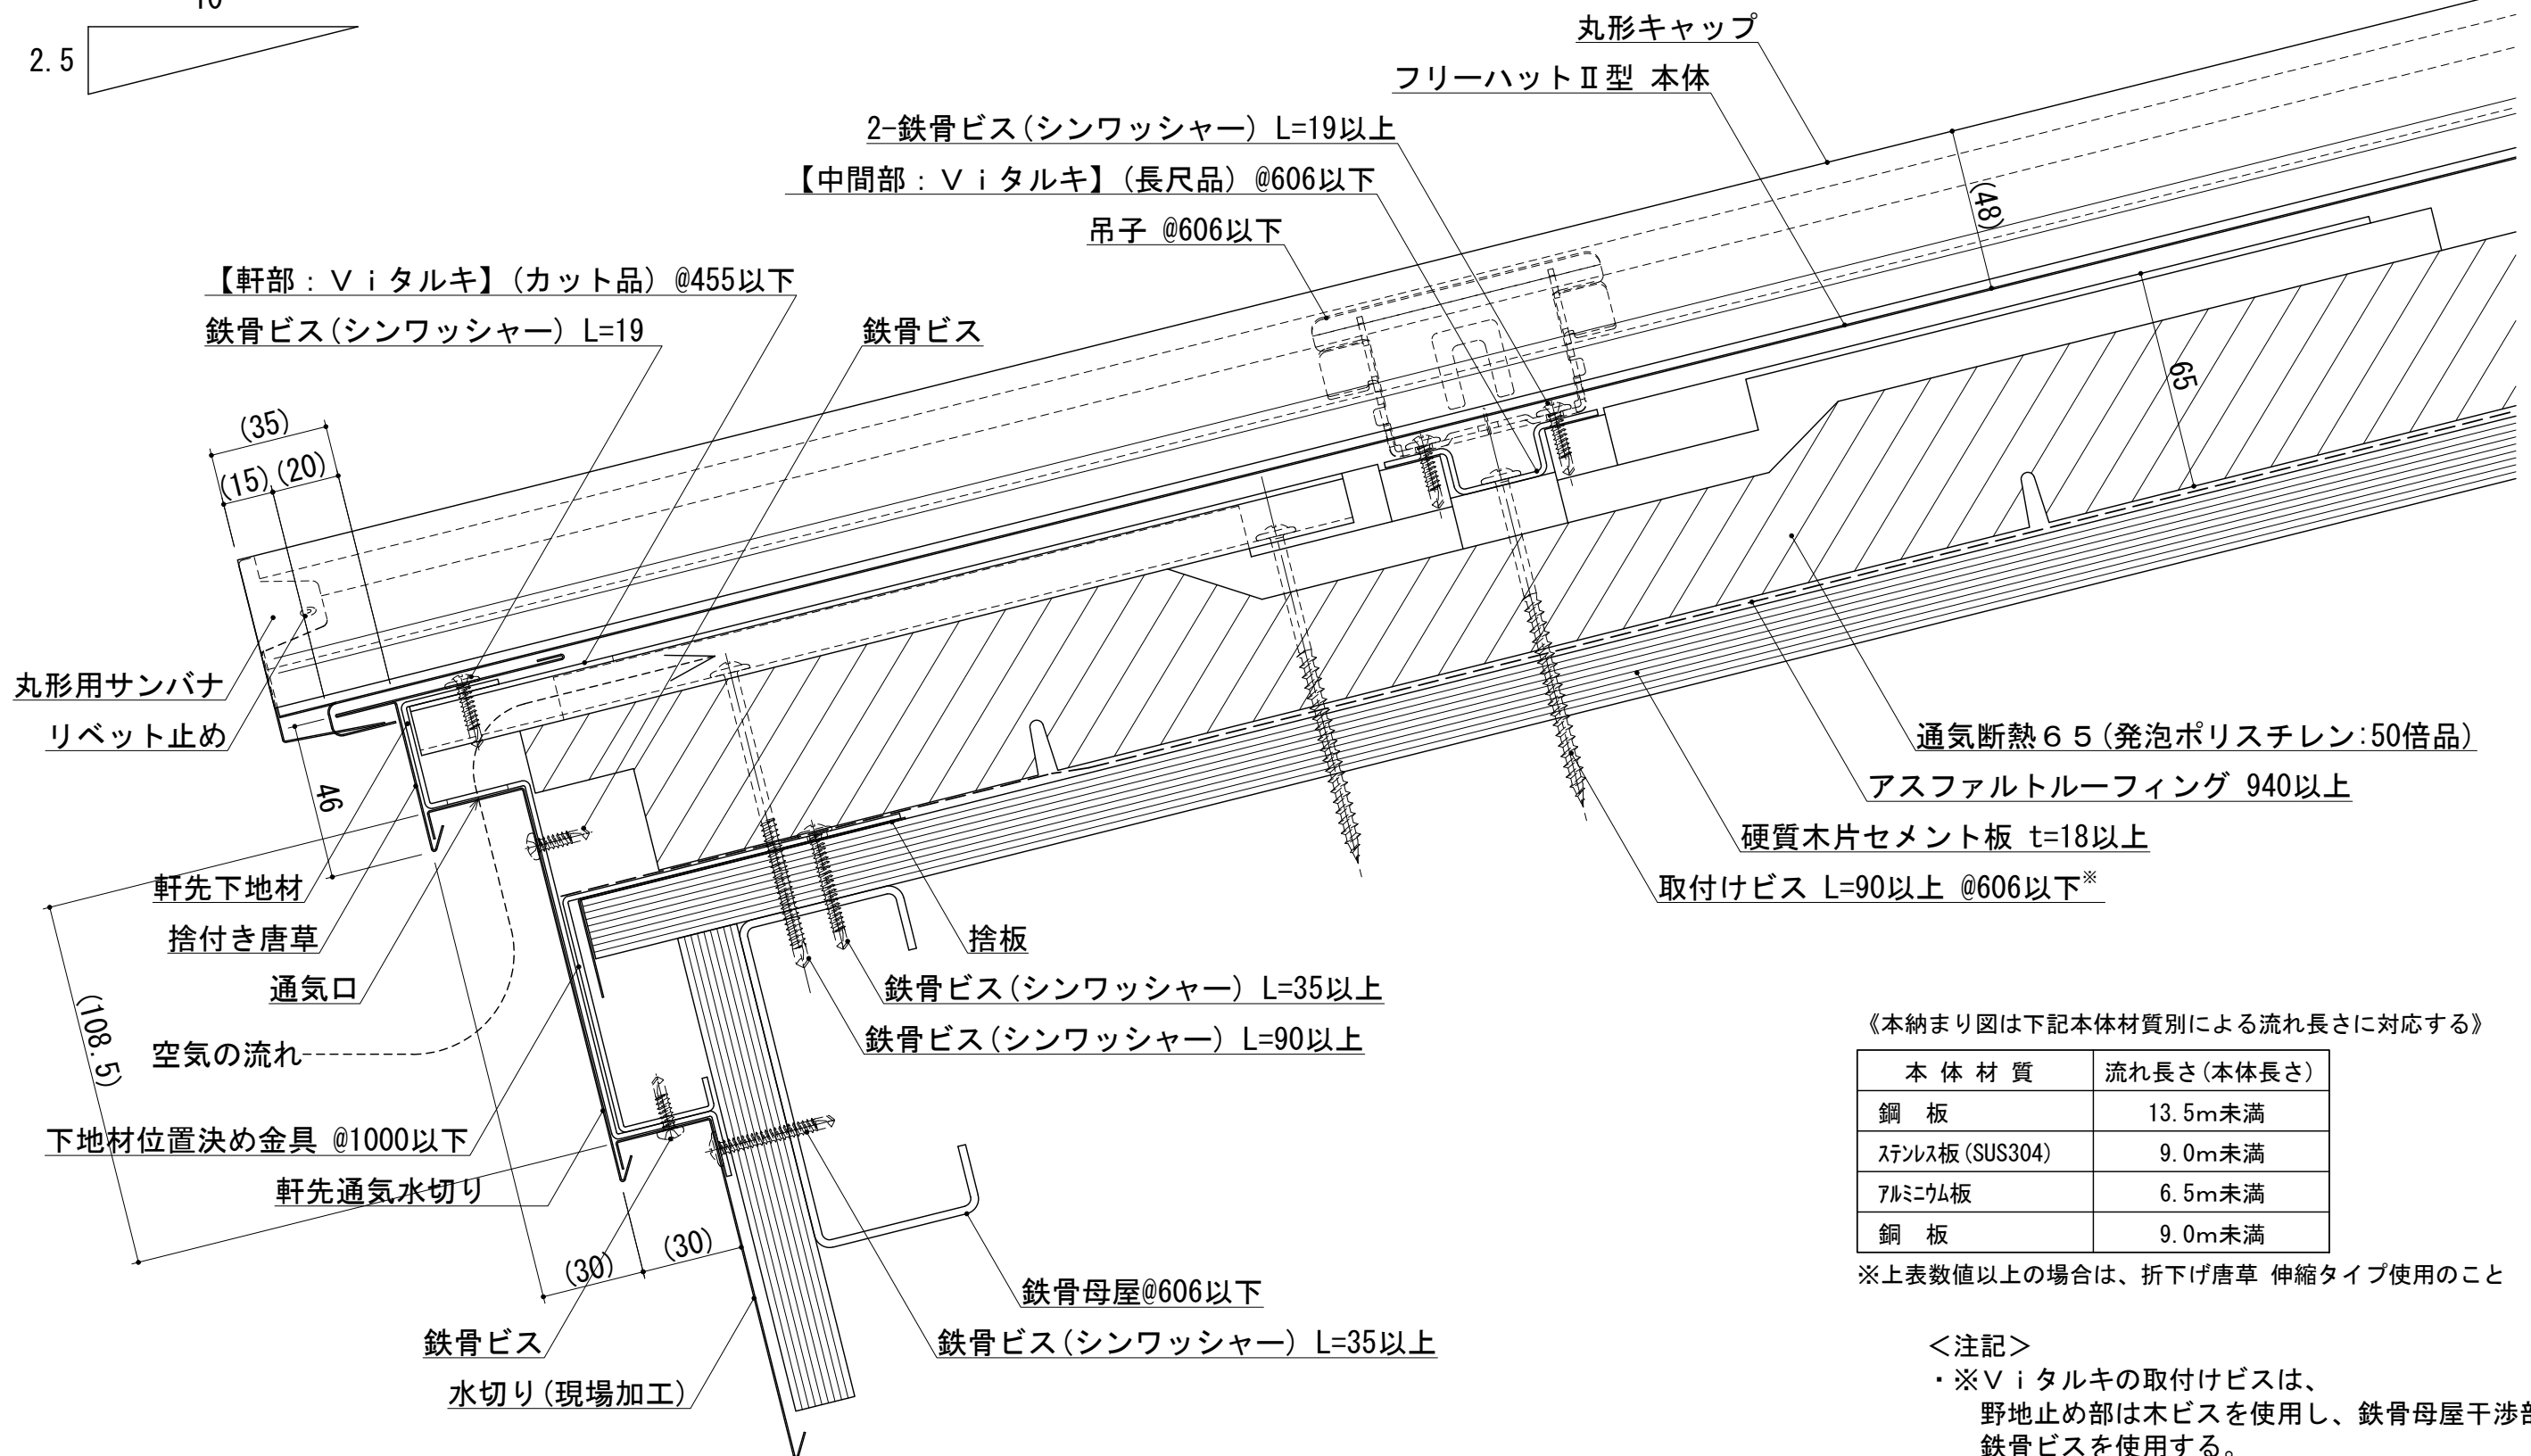 10
2.5
丸形キャップ
フリーハットⅡ型 本体
2-鉄骨ビス(シンワッシャー) L=19以上
【中間部：Ｖｉタルキ】(長尺品) @606以下
吊子 @606以下
【軒部：Ｖｉタルキ】(カット品) @455以下
鉄骨ビス(シンワッシャー) L=19
鉄骨ビス
(48)
65
(35)
(15)
(20)
丸形用サンバナ
リベット止め
46
軒先下地材
捨付き唐草
通気口
空気の流れ
(108.5)
下地材位置決め金具 @1000以下
軒先通気水切り
(30)
(30)
鉄骨ビス
水切り(現場加工)
捨板
鉄骨ビス(シンワッシャー) L=35以上
鉄骨ビス(シンワッシャー) L=90以上
鉄骨母屋@606以下
鉄骨ビス(シンワッシャー) L=35以上
通気断熱６５(発泡ポリスチレン:50倍品)
アスファルトルーフィング 940以上
硬質木片セメント板 t=18以上
取付けビス L=90以上 @606以下※
《本納まり図は下記本体材質別による流れ長さに対応する》
本体材質 流れ長さ(本体長さ)
鋼 板 13.5m未満
ステンレス板(SUS304) 9.0m未満
アルミニウム板 6.5m未満
銅 板 9.0m未満
※上表数値以上の場合は、折下げ唐草 伸縮タイプ使用のこと
＜注記＞
・※Ｖｉタルキの取付けビスは、
野地止め部は木ビスを使用し、鉄骨母屋干渉部
鉄骨ビスを使用する。